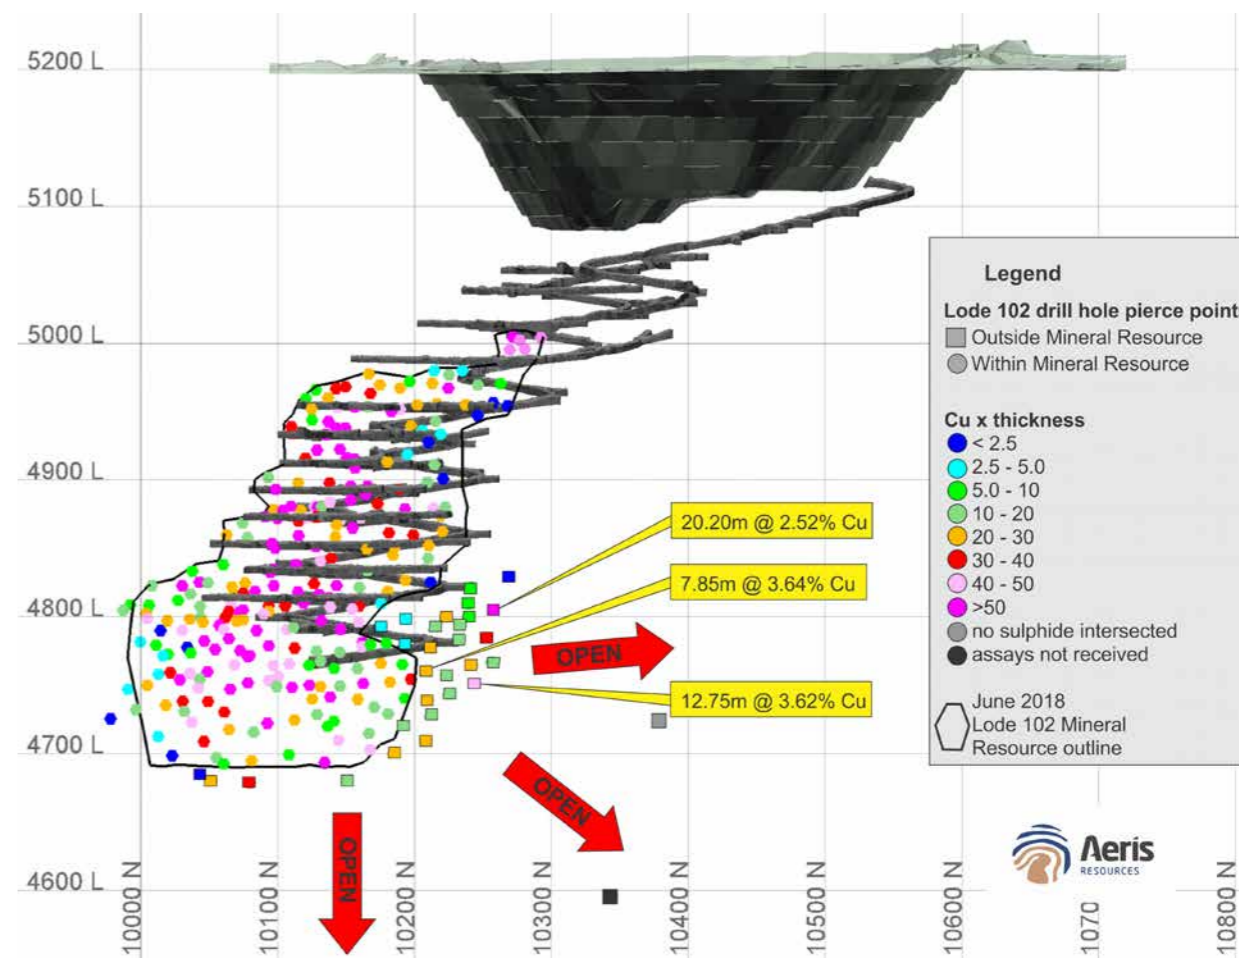 5200 L
5100 L
5000 L
4900 L
4800 L
4700 L
4600 L
20.20m @ 2.52% Cu
7.85m @ 3.64% Cu
12.75m @ 3.62% Cu
OPEN
OPEN
OPEN
Legend
Lode 102 drill hole pierce point
Outside Mineral Resource
Within Mineral Resource
Cu x thickness
< 2.5
2.5 - 5.0
5.0 - 10
10 - 20
20 - 30
30 - 40
40 - 50
>50
no sulphide intersected
assays not received
June 2018
Lode 102 Mineral
Resource outline
Aeris
RESOURCES
10000 N
10100 N
10200 N
10300 N
10400 N
10500 N
10600 N
1070
10800 N